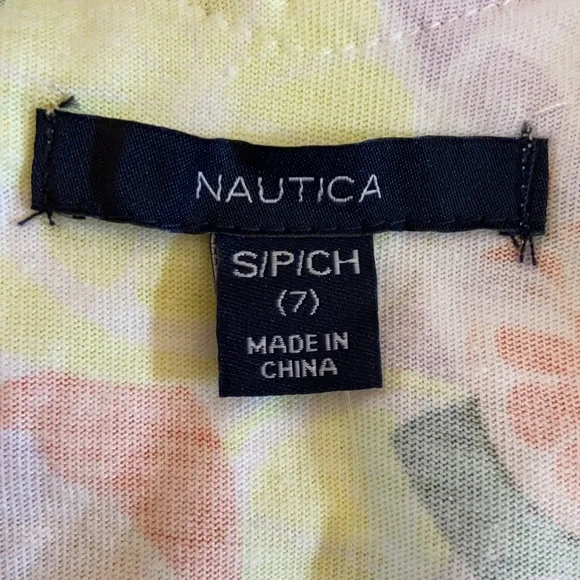 NAUTICA
S/P/CH
(7)
MADE IN
CHINA